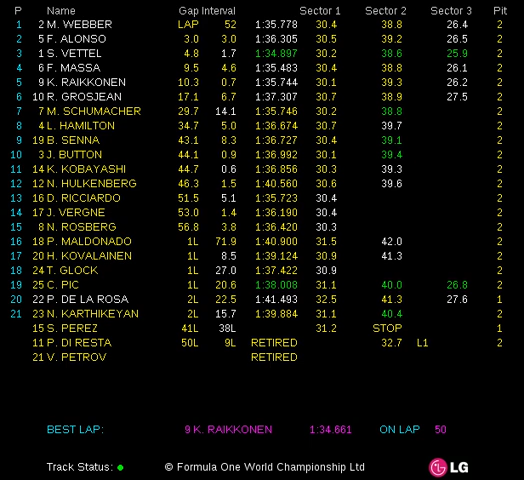 P Name Gap Interval Sector 1 Sector 2 Sector 3 Pit
1 2 M. WEBBER LAP 52 1:35.778 30.4 38.8 26.4 2
2 5 F. ALONSO 3.0 3.0 1:36.305 30.5 39.2 26.5 2
3 1 S. VETTEL 4.8 1.7 1:34.897 30.2 38.6 25.9 2
4 6 F. MASSA 9.5 4.6 1:35.483 30.4 38.8 26.1 2
5 9 K. RAIKKONEN 10.3 0.7 1:35.744 30.1 39.3 26.2 2
6 10 R. GROSJEAN 17.1 6.7 1:37.307 30.7 38.9 27.5 2
7 7 M. SCHUMACHER 29.7 14.1 1:35.746 30.2 38.8 2
8 4 L. HAMILTON 34.7 5.0 1:36.674 30.7 39.7 2
9 19 B. SENNA 43.1 8.3 1:36.727 30.4 39.1 2
10 3 J. BUTTON 44.1 0.9 1:36.992 30.1 39.4 2
11 14 K. KOBAYASHI 44.7 0.6 1:36.856 30.3 39.3 2
12 12 N. HULKENBERG 46.3 1.5 1:40.560 30.6 39.6 2
13 16 D. RICCIARDO 51.5 5.1 1:35.723 30.4 2
14 17 J. VERGNE 53.0 1.4 1:36.190 30.4 2
15 8 N. ROSBERG 56.8 3.8 1:36.420 30.3 2
16 18 P. MALDONADO 1L 71.9 1:40.900 31.5 42.0 2
17 20 H. KOVALAINEN 1L 8.5 1:39.124 30.9 41.3 2
18 24 T. GLOCK 1L 27.0 1:37.422 30.9 2
19 25 C. PIC 1L 20.6 1:38.008 31.1 40.0 26.8 2
20 22 P. DE LA ROSA 2L 22.5 1:41.493 32.5 41.3 27.6 1
21 23 N. KARTHIKEYAN 2L 15.7 1:39.884 31.1 40.4 2
15 S. PEREZ 41L 38L 31.2 STOP 1
11 P. DI RESTA 50L 9L RETIRED 32.7 L1 2
21 V. PETROV RETIRED
BEST LAP: 9 K. RAIKKONEN 1:34.661 ON LAP 50
Track Status: © Formula One World Championship Ltd LG